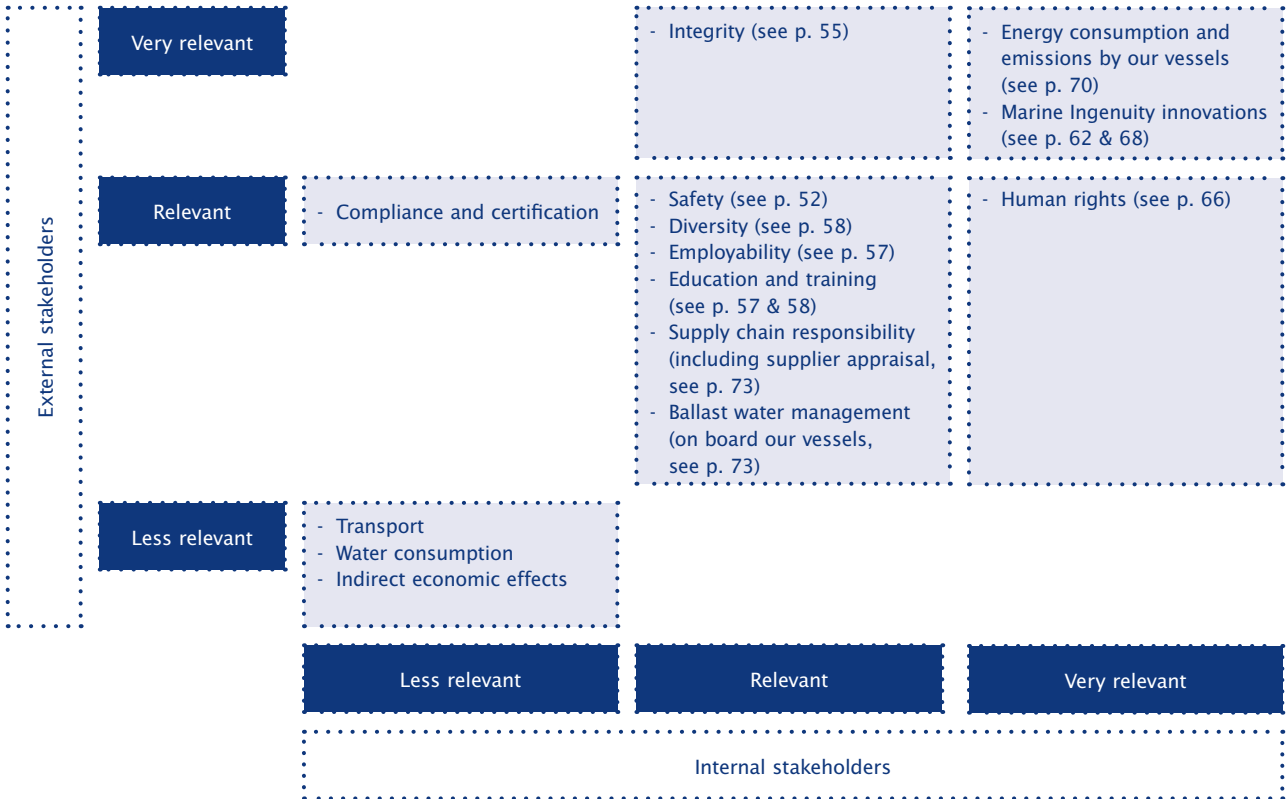 External stakeholders
Very relevant
- Integrity (see p. 55)
- Energy consumption and
emissions by our vessels
(see p. 70)
- Marine Ingenuity innovations
(see p. 62 & 68)
Relevant
- Compliance and certification
- Safety (see p. 52)
- Diversity (see p. 58)
- Employability (see p. 57)
- Education and training
(see p. 57 & 58)
- Supply chain responsibility
(including supplier appraisal,
see p. 73)
- Ballast water management
(on board our vessels,
see p. 73)
- Human rights (see p. 66)
Less relevant
- Transport
- Water consumption
- Indirect economic effects
Less relevant
Relevant
Very relevant
Internal stakeholders